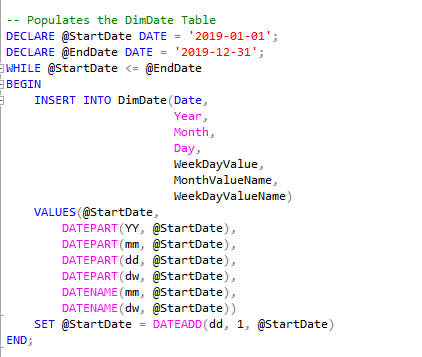 -- Populates the DimDate Table
DECLARE @StartDate DATE = '2019-01-01';
DECLARE @EndDate DATE = '2019-12-31';
WHILE @StartDate <= @EndDate
BEGIN
    INSERT INTO DimDate(Date,
                        Year,
                        Month,
                        Day,
                        WeekDayValue,
                        MonthValueName,
                        WeekDayValueName)
    VALUES(@StartDate,
        DATEPART(YY, @StartDate),
        DATEPART(mm, @StartDate),
        DATEPART(dd, @StartDate),
        DATEPART(dw, @StartDate),
        DATENAME(mm, @StartDate),
        DATENAME(dw, @StartDate))
    SET @StartDate = DATEADD(dd, 1, @StartDate)
END;